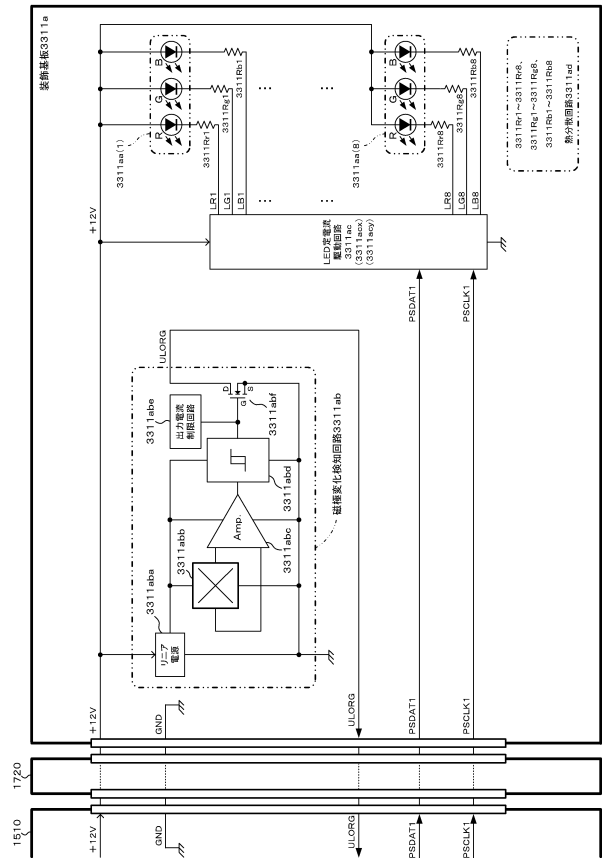 装飾基板3311a
3311aa(1)
R
G
B
3311Rr1
3311Rg1
3311Rb1
…
…
3311aa(8)
R
G
B
3311Rr8
3311Rg8
3311Rb8
3311Rr1~3311Rr8、
3311Rg1~3311Rg8、
3311Rb1~3311Rb8
熱分散回路3311ad
LR1
LG1
LB1
…
…
LR8
LG8
LB8
+12V
LED定電流
駆動回路
3311ac
(3311acx)
(3311acy)
PSDAT1
PSCLK1
ULORG
3311abe
出力電流
制限回路
D
G
S
3311abf
3311abd
磁極変化検知回路3311ab
3311abb
Amp.
3311abc
3311aba
リニア
電源
+12V
GND
ULORG
PSDAT1
PSCLK1
1720
1510
+12V
GND
ULORG
PSDAT1
PSCLK1